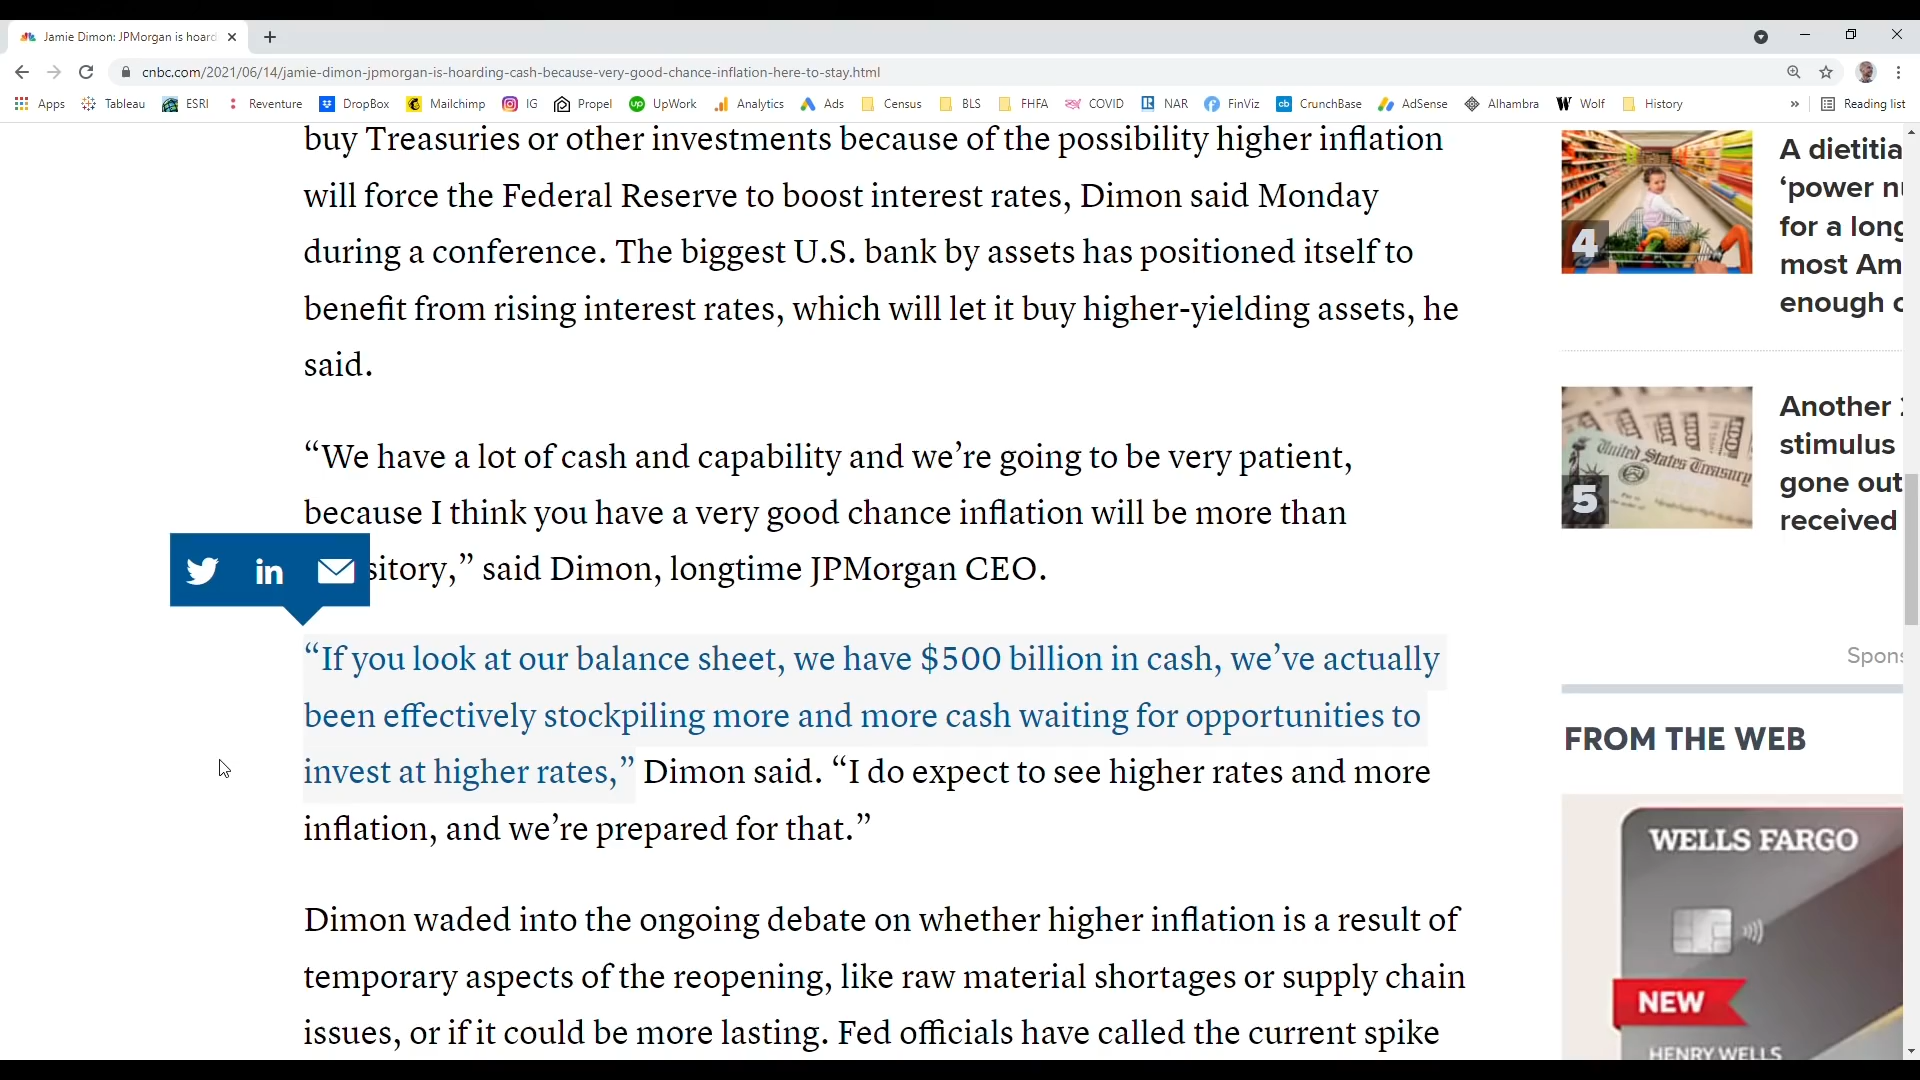 Jamie Dimon: JPMorgan is hoard
cnbc.com/2021/06/14/jamie-dimon-jpmorgan-is-hoarding-cash-because-very-good-chance-inflation-here-to-stay.html
Apps Tableau ESRI Reventure DropBox Mailchimp IG Propel UpWork Analytics Ads Census BLS FHFA COVID NAR FinViz CrunchBase AdSense Alhambra Wolf History » Reading list
buy Treasuries or other investments because of the possibility higher inflation
will force the Federal Reserve to boost interest rates, Dimon said Monday
during a conference. The biggest U.S. bank by assets has positioned itself to
benefit from rising interest rates, which will let it buy higher-yielding assets, he
said.
“We have a lot of cash and capability and we’re going to be very patient,
because I think you have a very good chance inflation will be more than
sitory,” said Dimon, longtime JPMorgan CEO.
in
“If you look at our balance sheet, we have $500 billion in cash, we’ve actually
been effectively stockpiling more and more cash waiting for opportunities to
invest at higher rates,” Dimon said. “I do expect to see higher rates and more
inflation, and we’re prepared for that.”
Dimon waded into the ongoing debate on whether higher inflation is a result of
temporary aspects of the reopening, like raw material shortages or supply chain
issues, or if it could be more lasting. Fed officials have called the current spike
4
A dietitia
‘power n
for a long
most Am
enough
United States Treasury
5
Another
stimulus
gone out
received
Spons
FROM THE WEB
WELLS FARGO
NEW
HENRY WELLS